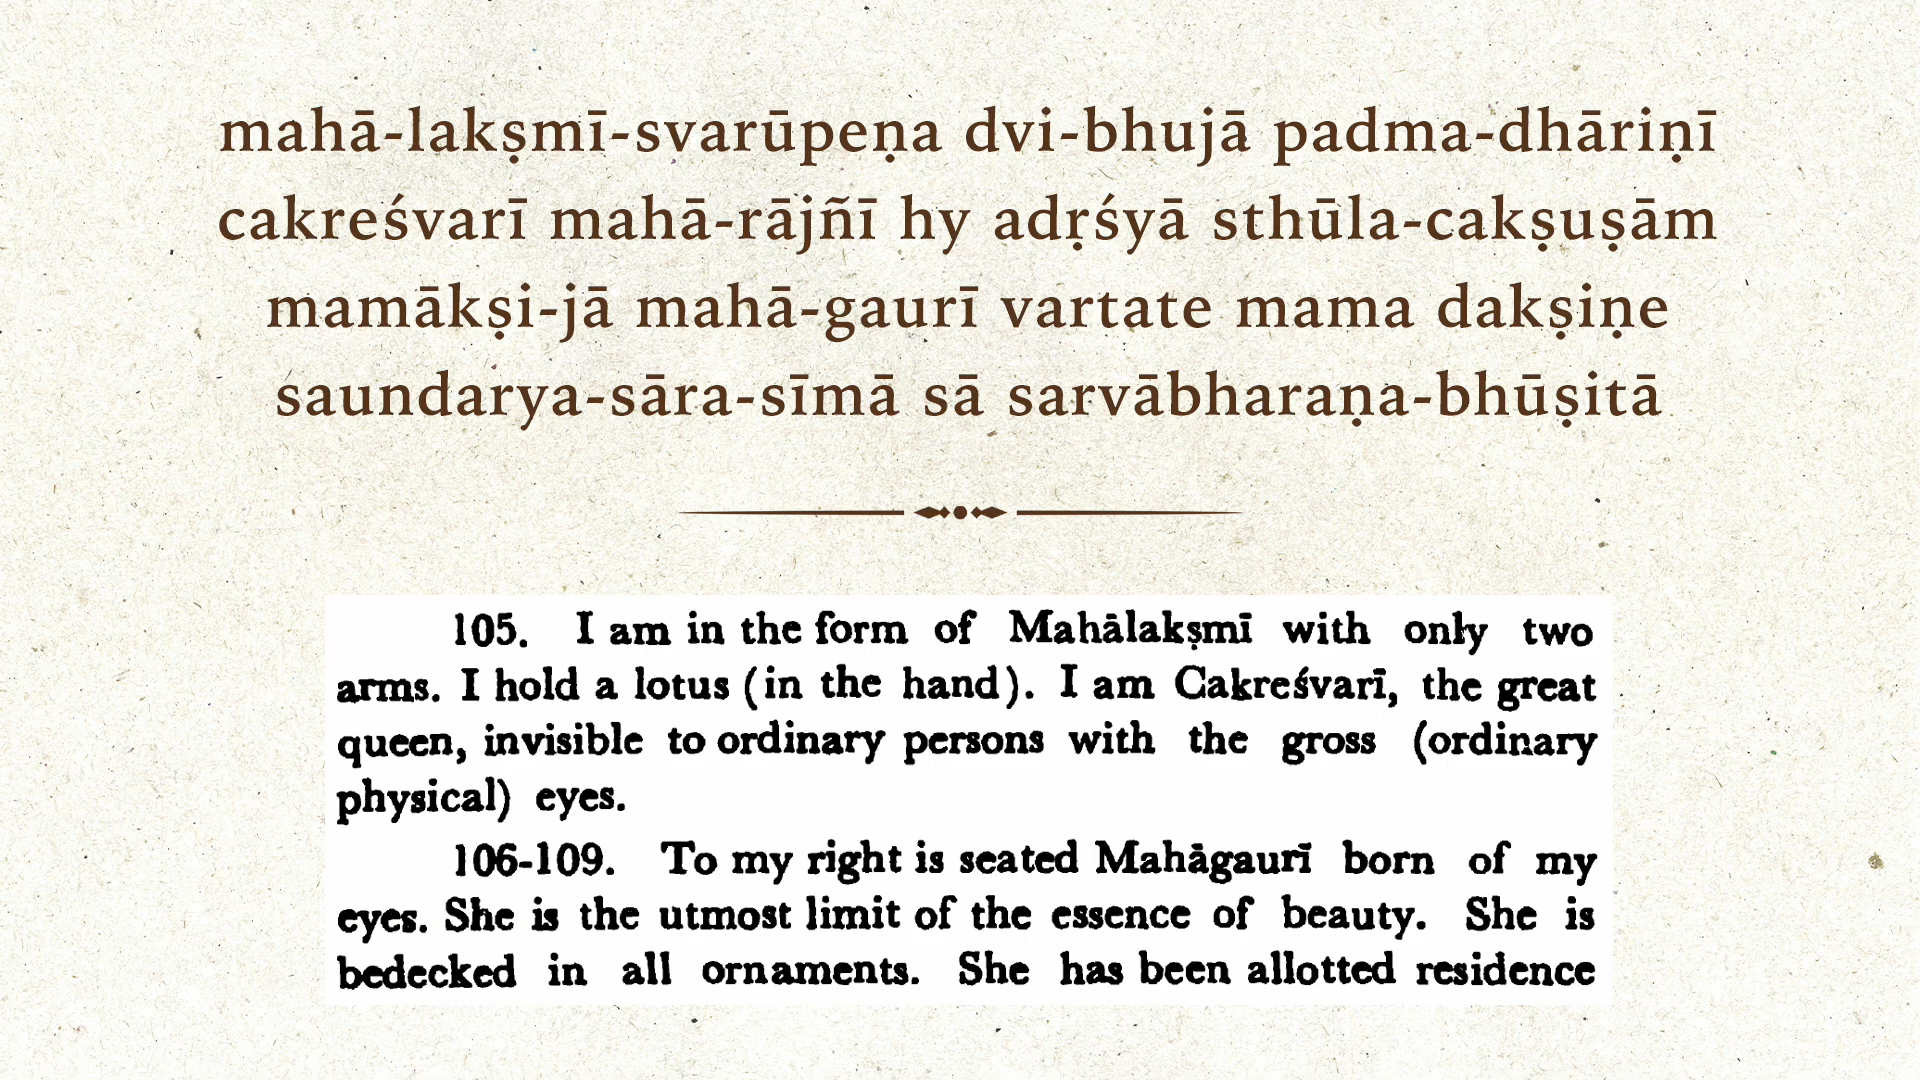 mahā-lakṣmī-svarūpeṇa dvi-bhujā padma-dhāriṇī
cakreśvarī mahā-rājñī hy adṛśyā sthūla-cakṣuṣām
mamākṣi-jā mahā-gaurī vartate mama dakṣiṇe
saundarya-sāra-sīmā sā sarvābharaṇa-bhūṣitā
105. I am in the form of Mahālakṣmī with only two
arms. I hold a lotus (in the hand). I am Cakreśvarī, the great
queen, invisible to ordinary persons with the gross (ordinary
physical) eyes.
106-109. To my right is seated Mahāgaurī born of my
eyes. She is the utmost limit of the essence of beauty. She is
bedecked in all ornaments. She has been allotted residence